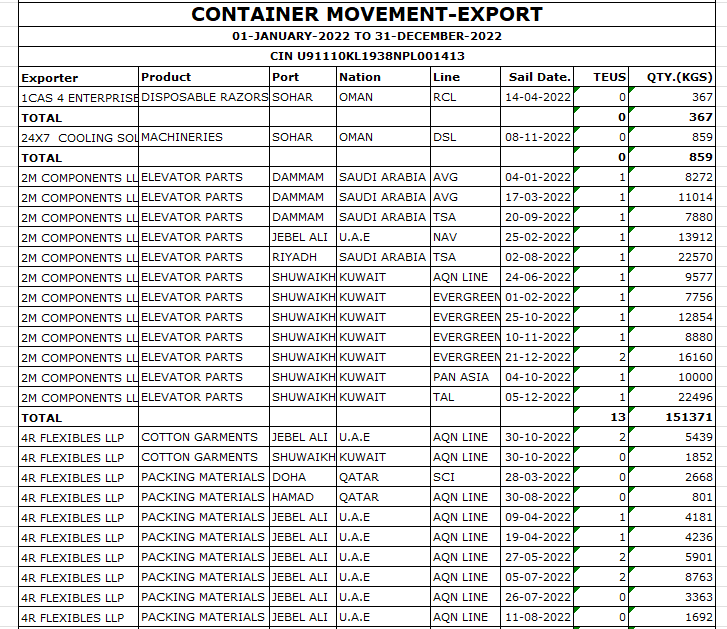 CONTAINER MOVEMENT-EXPORT
01-JANUARY-2022 TO 31-DECEMBER-2022
CIN U91110KL1938NPL001413
Exporter Product Port Nation Line Sail Date. TEUS QTY.(KGS)
1CAS 4 ENTERPRISE DISPOSABLE RAZORS SOHAR OMAN RCL 14-04-2022 0 367
TOTAL 0 367
24X7 COOLING SOL MACHINERIES SOHAR OMAN DSL 08-11-2022 0 859
TOTAL 0 859
2M COMPONENTS LL ELEVATOR PARTS DAMMAM SAUDI ARABIA AVG 04-01-2022 1 8272
2M COMPONENTS LL ELEVATOR PARTS DAMMAM SAUDI ARABIA AVG 17-03-2022 1 11014
2M COMPONENTS LL ELEVATOR PARTS DAMMAM SAUDI ARABIA TSA 20-09-2022 1 7880
2M COMPONENTS LL ELEVATOR PARTS JEBEL ALI U.A.E NAV 25-02-2022 1 13912
2M COMPONENTS LL ELEVATOR PARTS RIYADH SAUDI ARABIA TSA 02-08-2022 1 22570
2M COMPONENTS LL ELEVATOR PARTS SHUWAIKH KUWAIT AQN LINE 24-06-2022 1 9577
2M COMPONENTS LL ELEVATOR PARTS SHUWAIKH KUWAIT EVERGREEN 01-02-2022 1 7756
2M COMPONENTS LL ELEVATOR PARTS SHUWAIKH KUWAIT EVERGREEN 25-10-2022 1 12854
2M COMPONENTS LL ELEVATOR PARTS SHUWAIKH KUWAIT EVERGREEN 10-11-2022 1 8880
2M COMPONENTS LL ELEVATOR PARTS SHUWAIKH KUWAIT EVERGREEN 21-12-2022 2 16160
2M COMPONENTS LL ELEVATOR PARTS SHUWAIKH KUWAIT PAN ASIA 04-10-2022 1 10000
2M COMPONENTS LL ELEVATOR PARTS SHUWAIKH KUWAIT TAL 05-12-2022 1 22496
TOTAL 13 151371
4R FLEXIBLES LLP COTTON GARMENTS JEBEL ALI U.A.E AQN LINE 30-10-2022 2 5439
4R FLEXIBLES LLP COTTON GARMENTS SHUWAIKH KUWAIT AQN LINE 30-10-2022 0 1852
4R FLEXIBLES LLP PACKING MATERIALS DOHA QATAR SCI 28-03-2022 0 2668
4R FLEXIBLES LLP PACKING MATERIALS HAMAD QATAR AQN LINE 30-08-2022 0 801
4R FLEXIBLES LLP PACKING MATERIALS JEBEL ALI U.A.E AQN LINE 09-04-2022 1 4181
4R FLEXIBLES LLP PACKING MATERIALS JEBEL ALI U.A.E AQN LINE 19-04-2022 1 4236
4R FLEXIBLES LLP PACKING MATERIALS JEBEL ALI U.A.E AQN LINE 27-05-2022 2 5901
4R FLEXIBLES LLP PACKING MATERIALS JEBEL ALI U.A.E AQN LINE 05-07-2022 2 8763
4R FLEXIBLES LLP PACKING MATERIALS JEBEL ALI U.A.E AQN LINE 26-07-2022 0 3363
4R FLEXIBLES LLP PACKING MATERIALS JEBEL ALI U.A.E AQN LINE 11-08-2022 0 1692